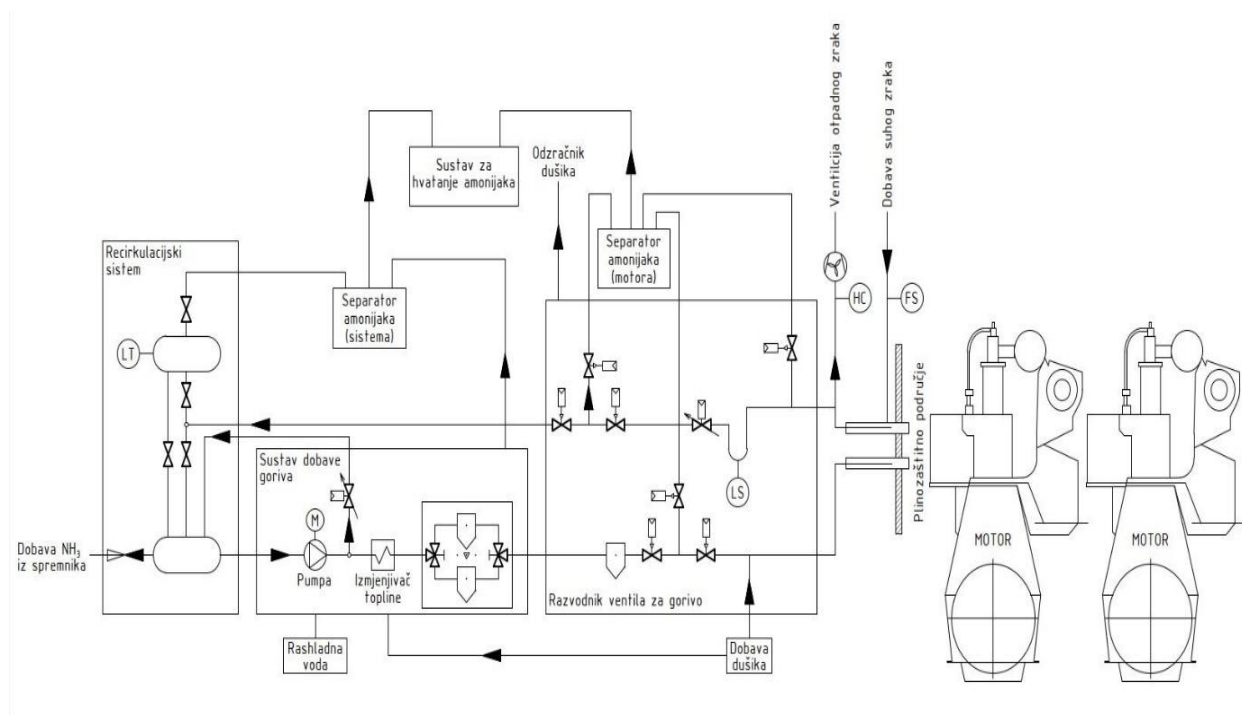 Ventilcija otpadnog zraka
Dobava suhog zraka
Sustav za
hvatanje amonijaka
Odzračnik
dušika
Recirkulacijski
sistem
Separator
amonijaka
(sistema)
Separator
amonijaka
(motora)
HC
FS
LT
Plinozaštitno područje
Sustav dobave
goriva
LS
M
Dobava NH₃
iz spremnika
Pumpa
Izmjenjivač
topline
Razvodnik ventila za gorivo
MOTOR
MOTOR
Rashladna
voda
Dobava
dušika